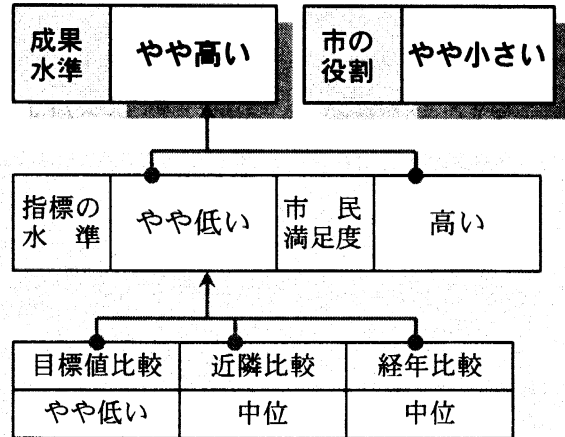 成果
水準
やや高い
市の
役割
やや小さい
指標の
水　準
やや低い
市　民
満足度
高い
目標値比較
近隣比較
経年比較
やや低い
中位
中位